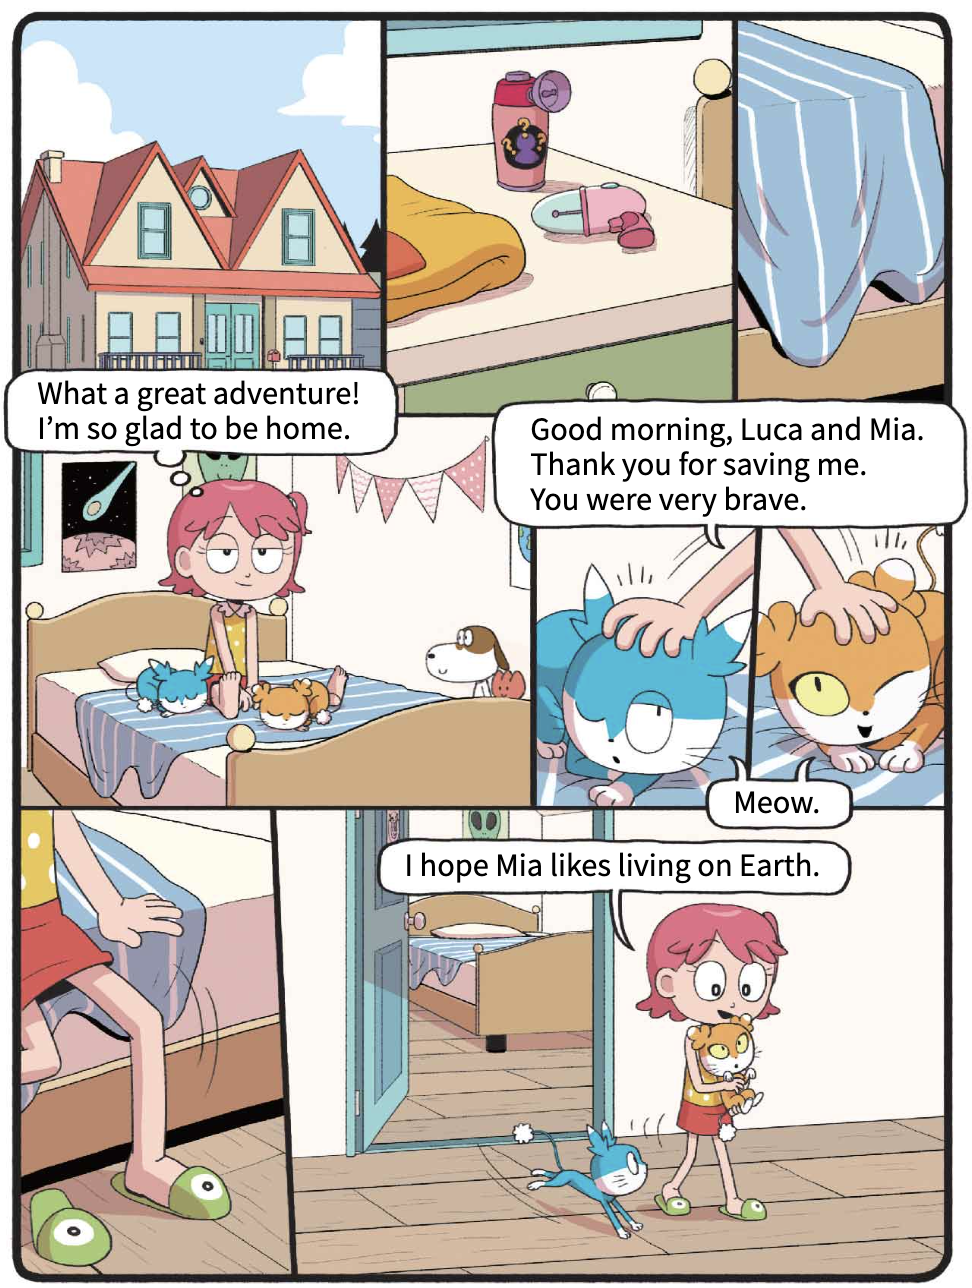 What a great adventure!
I'm so glad to be home.
Good morning, Luca and Mia.
Thank you for saving me.
You were very brave.
Meow.
I hope Mia likes living on Earth.